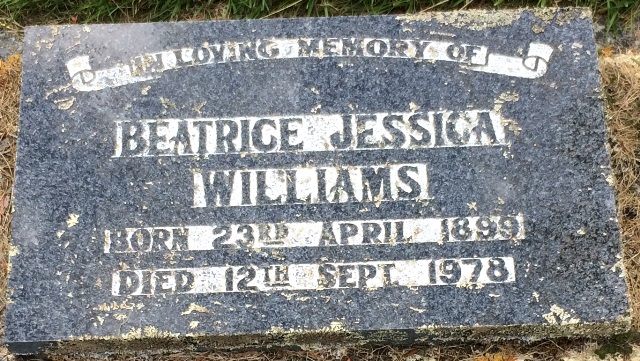 IN LOVING MEMORY OF
BEATRICE JESSICA
WILLIAMS
BORN 23RD APRIL 1899
DIED 12TH SEPT. 1978